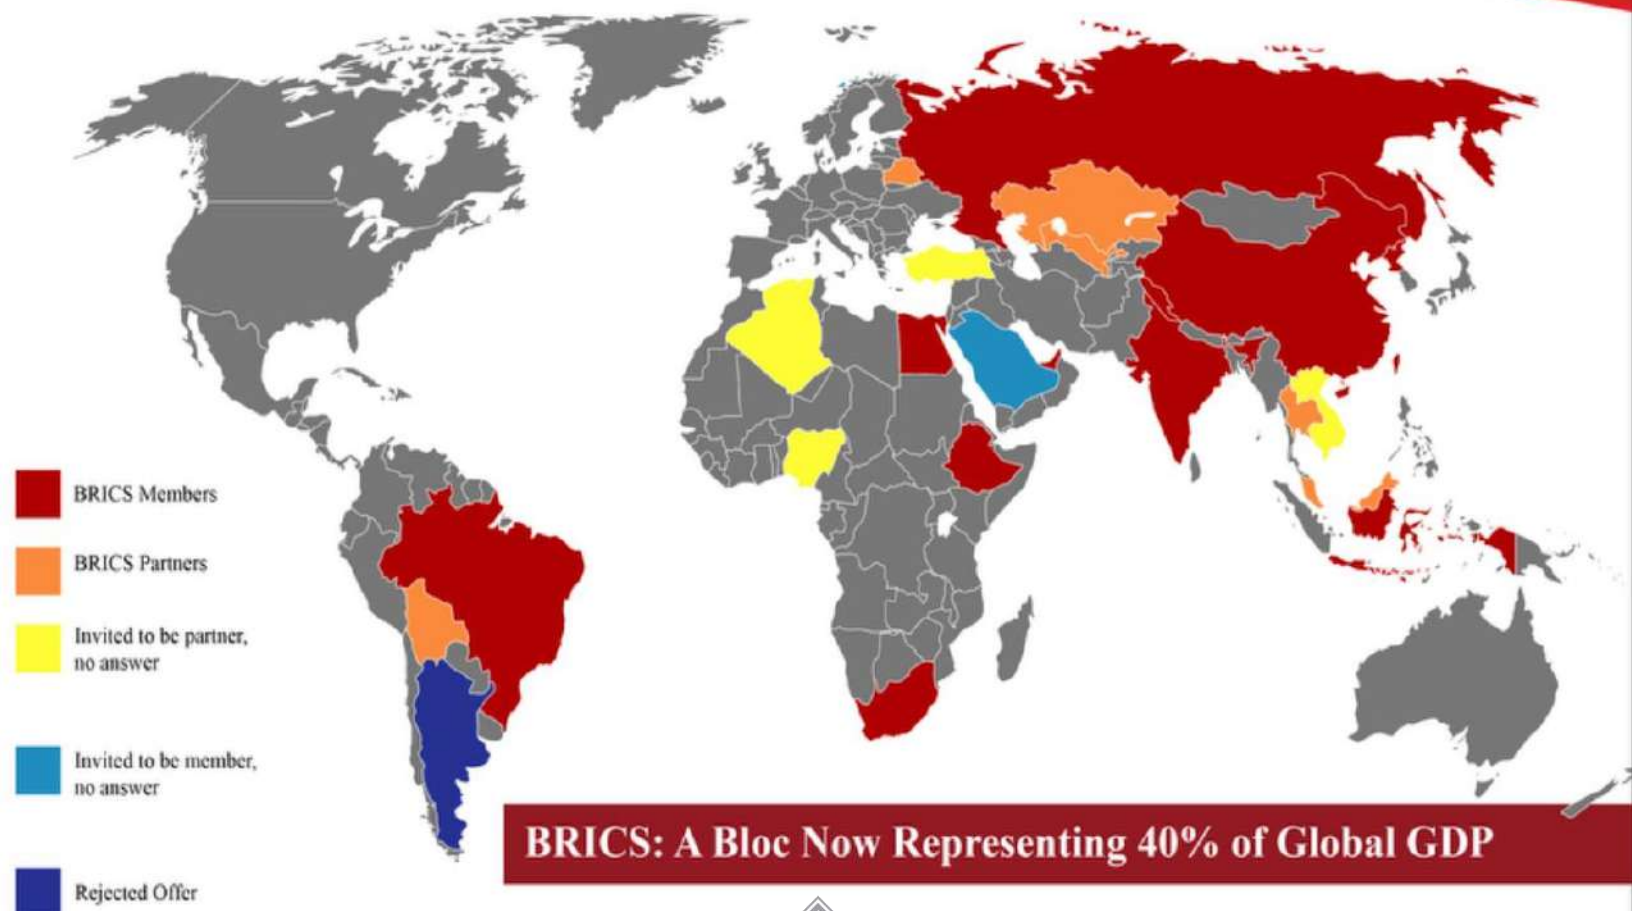 BRICS Members
BRICS Partners
Invited to be partner,
no answer
Invited to be member,
no answer
Rejected Offer
BRICS: A Bloc Now Representing 40% of Global GDP